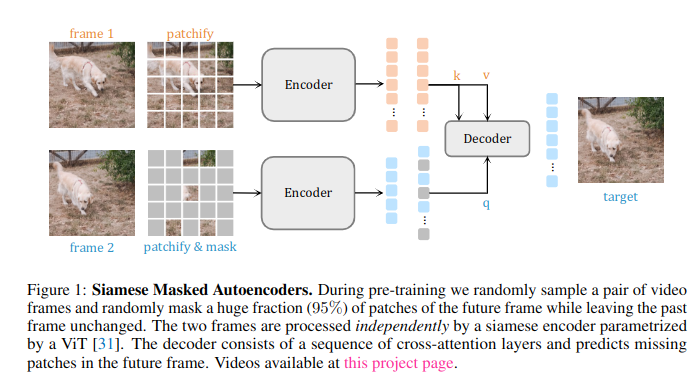 frame 1
patchify
Encoder
k
v
Decoder
Encoder
q
target
frame 2
patchify & mask
Figure 1: Siamese Masked Autoencoders. During pre-training we randomly sample a pair of video
frames and randomly mask a huge fraction (95%) of patches of the future frame while leaving the past
frame unchanged. The two frames are processed independently by a siamese encoder parametrized
by a ViT [31]. The decoder consists of a sequence of cross-attention layers and predicts missing
patches in the future frame. Videos available at this project page.